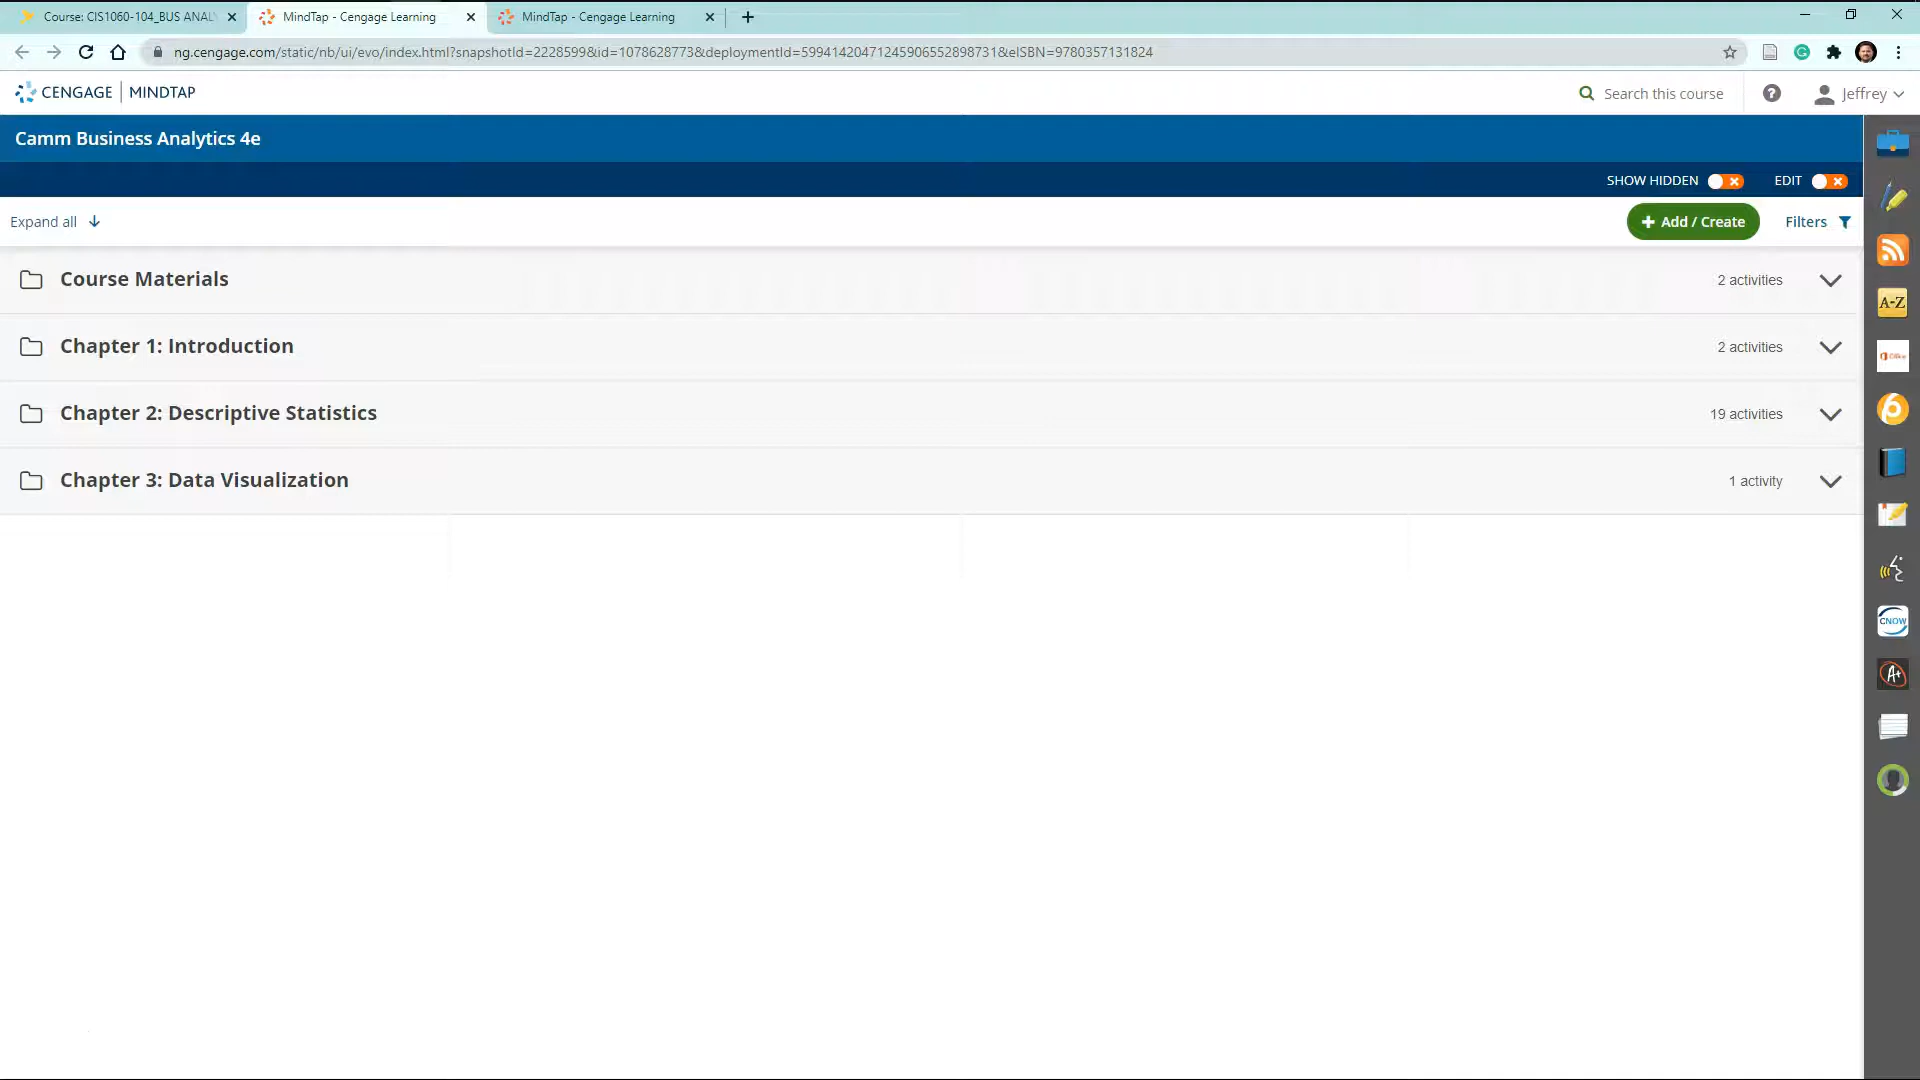 Course: CIS1060-104_BUS ANAL
MindTap - Cengage Learning
MindTap - Cengage Learning
ng.cengage.com/static/nb/ui/evo/index.html?snapshotId=2228599&id=1078628773&deploymentId=59941420471245906552898731&eISBN=9780357131824
CENGAGE | MINDTAP
Search this course
Jeffrey
Camm Business Analytics 4e
SHOW HIDDEN
EDIT
Expand all
+ Add / Create
Filters
Course Materials
2 activities
Chapter 1: Introduction
2 activities
Chapter 2: Descriptive Statistics
19 activities
Chapter 3: Data Visualization
1 activity
A-Z
Office
CNOW
A+